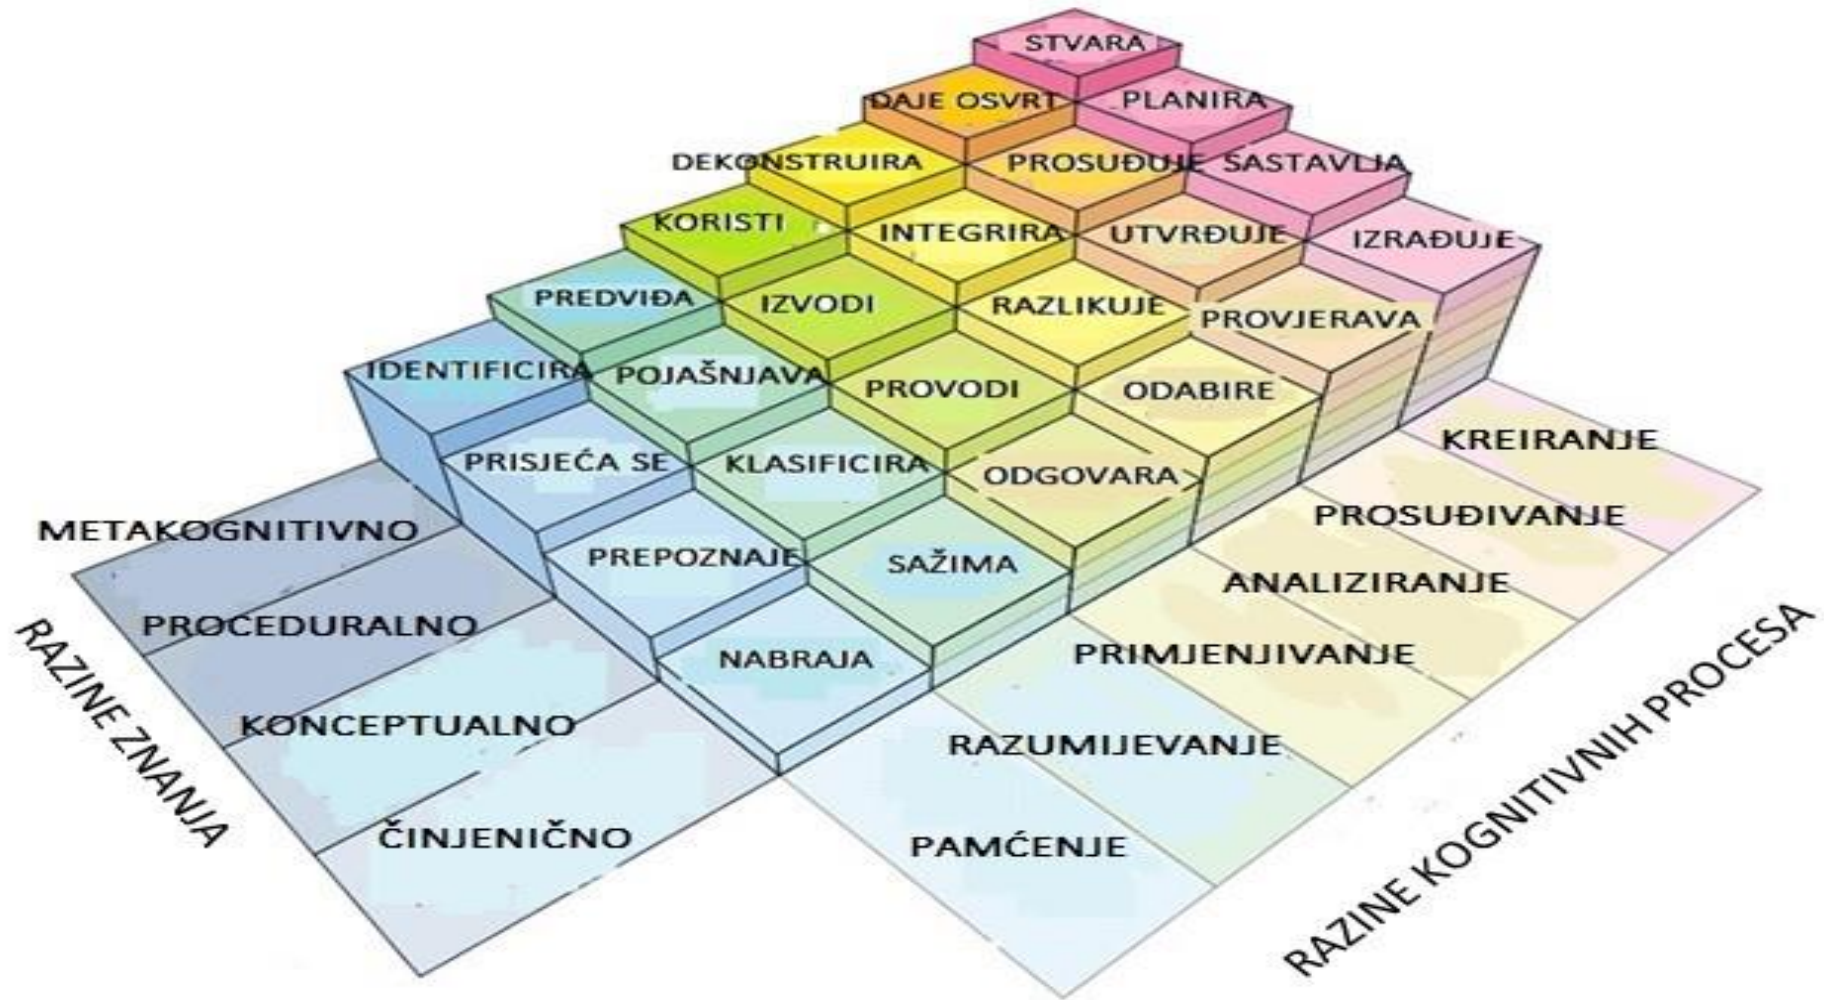 STVARA
DAJE OSVRT
PLANIRA
DEKONSTRUIRA
PROSUĐUJE
SASTAVLJA
KORISTI
INTEGRIRA
UTVRĐUJE
IZRAĐUJE
PREDVIĐA
IZVODI
RAZLIKUJE
PROVJERAVA
IDENTIFICIRA
POJAŠNJAVA
PROVODI
ODABIRE
PRISJEĆA SE
KLASIFICIRA
ODGOVARA
PREPOZNAJE
SAŽIMA
NABRAJA
METAKOGNITIVNO
PROCEDURALNO
KONCEPTUALNO
ČINJENIČNO
RAZINE ZNANJA
KREIRANJE
PROSUĐIVANJE
ANALIZIRANJE
PRIMJENJIVANJE
RAZUMIJEVANJE
PAMĆENJE
RAZINE KOGNITIVNIH PROCESA